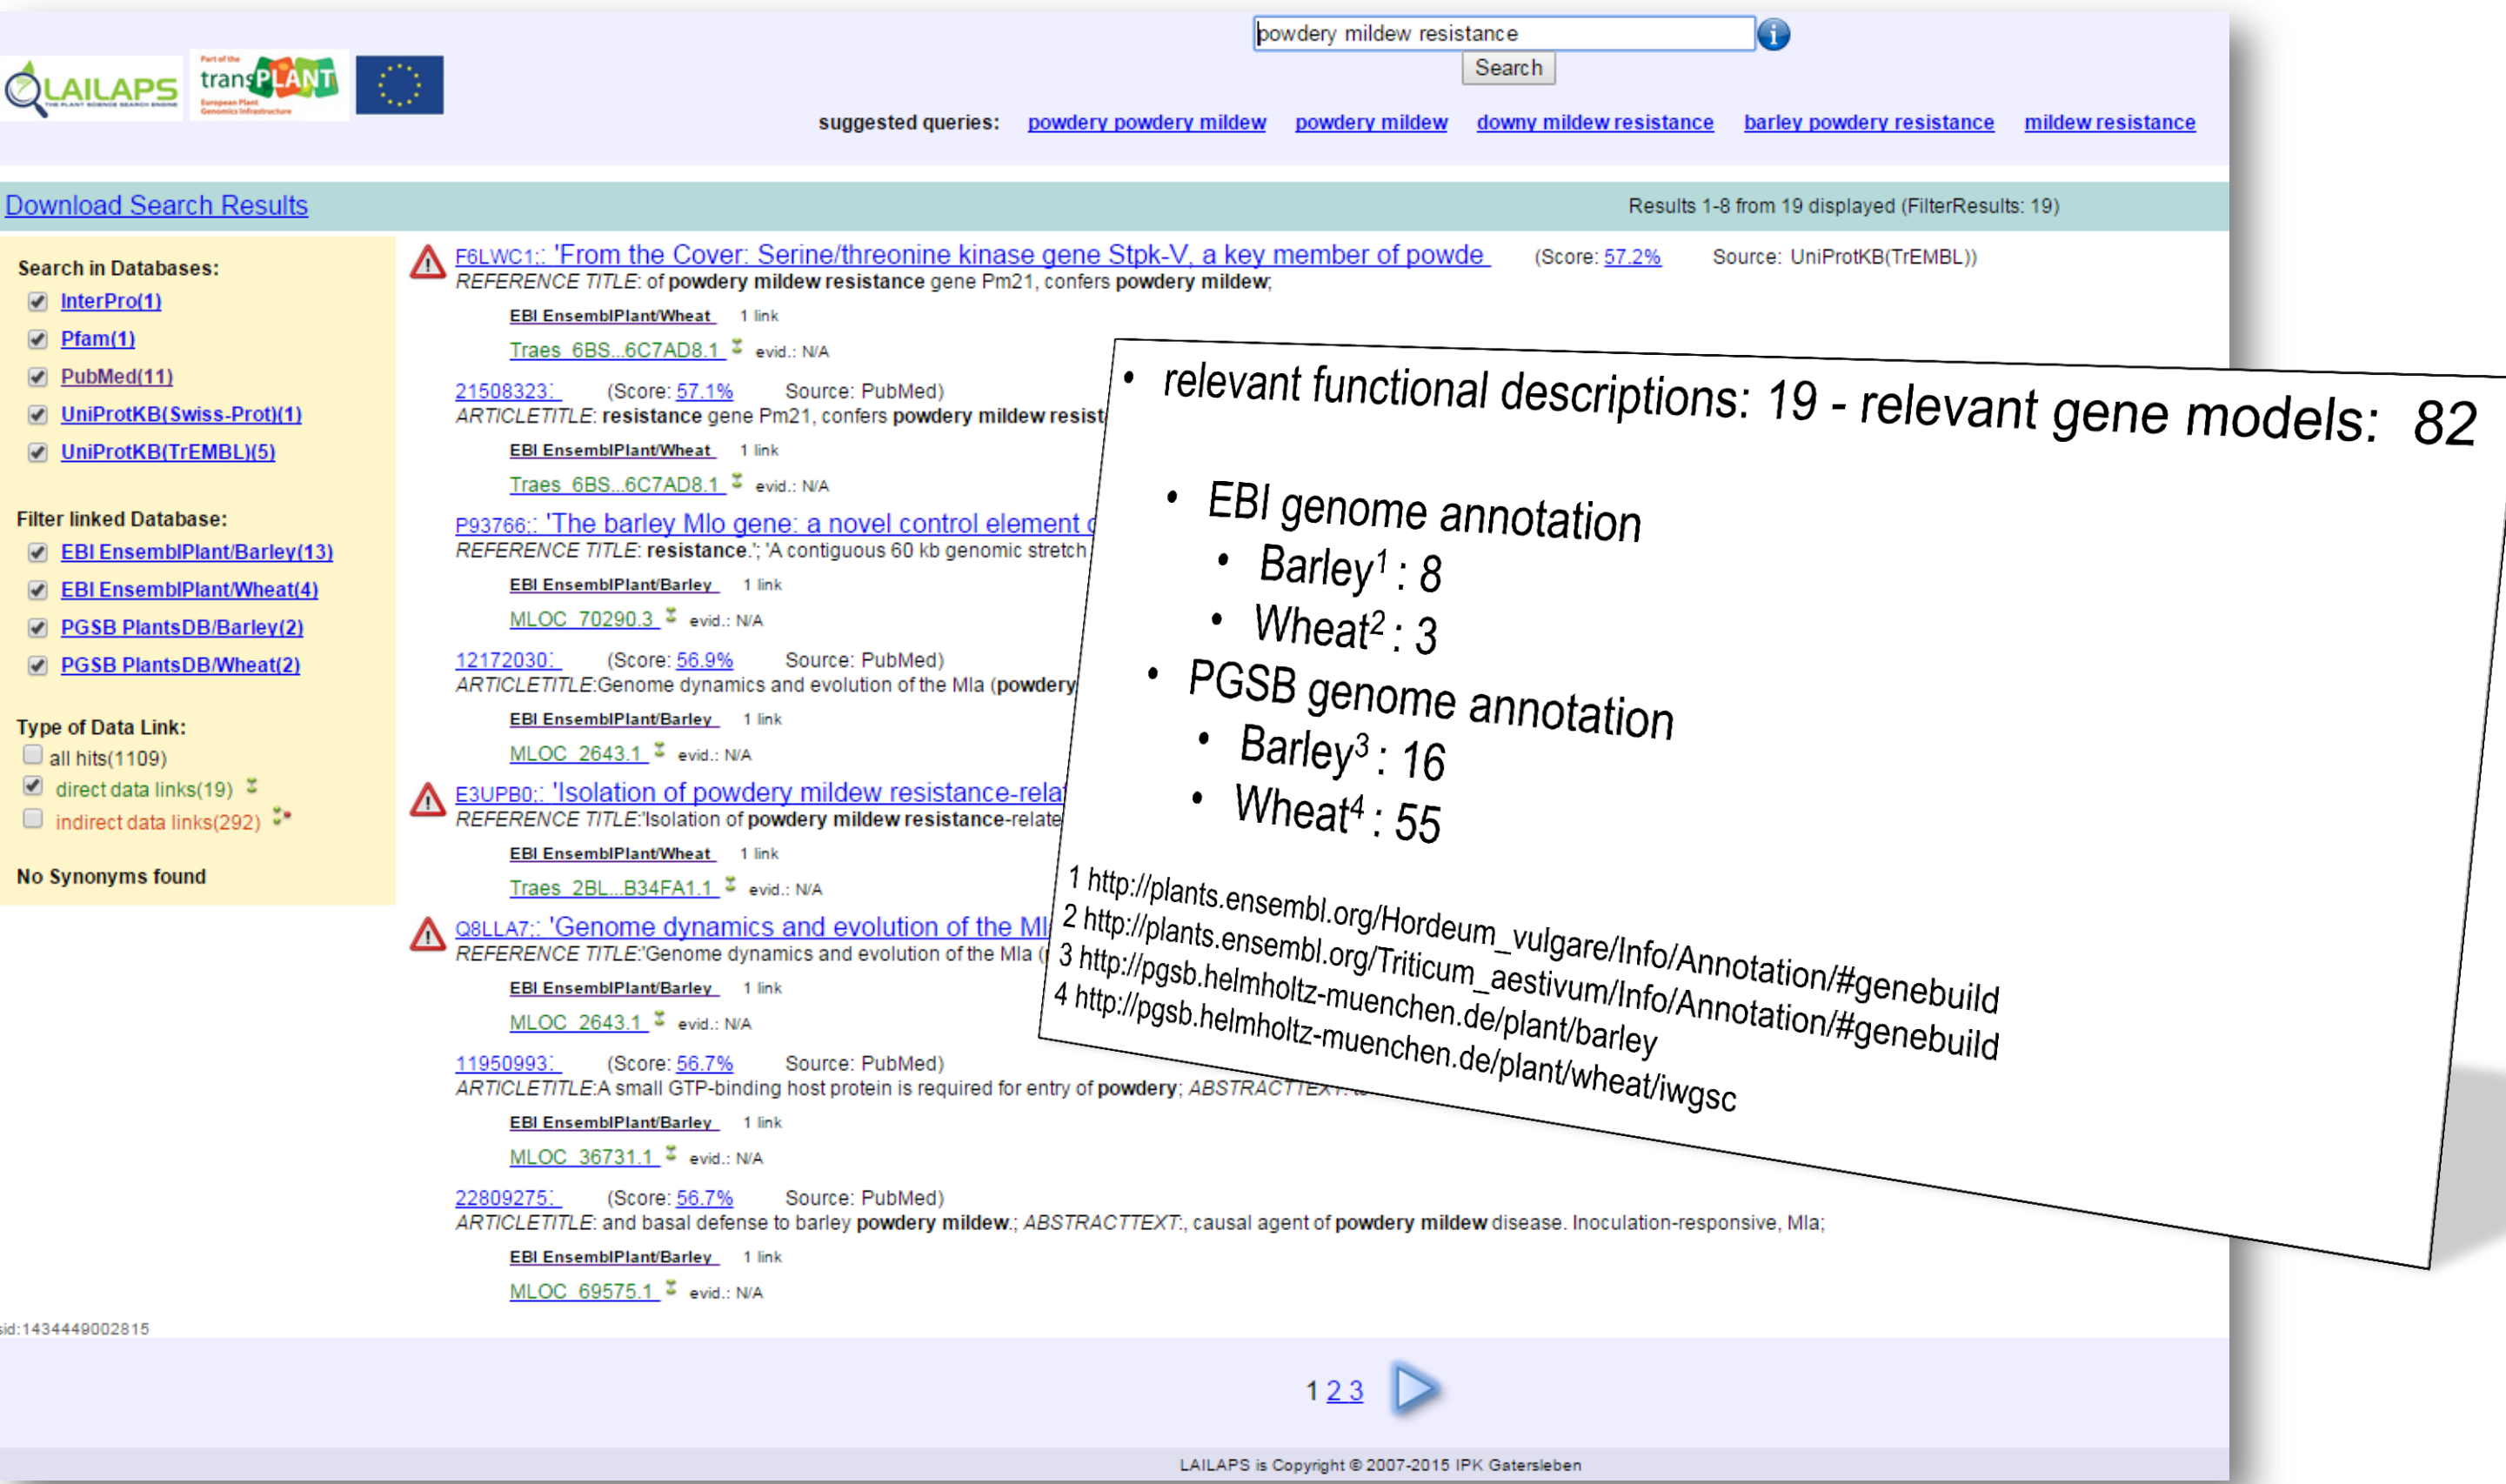 powdery mildew resistance
Search
LAILAPS
THE PLANT SCIENCE SEARCH ENGINE
Part of the
transPLANT
European Plant
Genomics Infrastructure
suggested queries: powdery powdery mildew powdery mildew downy mildew resistance barley powdery resistance mildew resistance
Download Search Results
Results 1-8 from 19 displayed (FilterResults: 19)
Search in Databases:
InterPro(1)
Pfam(1)
PubMed(11)
UniProtKB(Swiss-Prot)(1)
UniProtKB(TrEMBL)(5)
Filter linked Database:
EBI EnsemblPlant/Barley(13)
EBI EnsemblPlant/Wheat(4)
PGSB PlantsDB/Barley(2)
PGSB PlantsDB/Wheat(2)
Type of Data Link:
all hits(1109)
direct data links(19)
indirect data links(292)
No Synonyms found
F6LWC1;: 'From the Cover: Serine/threonine kinase gene Stpk-V, a key member of powde (Score: 57.2% Source: UniProtKB(TrEMBL))
REFERENCE TITLE: of powdery mildew resistance gene Pm21, confers powdery mildew;
EBI EnsemblPlant/Wheat 1 link
Traes_6BS...6C7AD8.1 evid.: N/A
21508323: (Score: 57.1% Source: PubMed)
ARTICLETITLE: resistance gene Pm21, confers powdery mildew resist
EBI EnsemblPlant/Wheat 1 link
Traes_6BS...6C7AD8.1 evid.: N/A
P93766;: 'The barley Mlo gene: a novel control element
REFERENCE TITLE: resistance.'; 'A contiguous 60 kb genomic stretch
EBI EnsemblPlant/Barley 1 link
MLOC_70290.3 evid.: N/A
12172030: (Score: 56.9% Source: PubMed)
ARTICLETITLE:Genome dynamics and evolution of the Mla (powdery
EBI EnsemblPlant/Barley 1 link
MLOC_2643.1 evid.: N/A
E3UPB0;: 'Isolation of powdery mildew resistance-rela
REFERENCE TITLE:'Isolation of powdery mildew resistance-relate
EBI EnsemblPlant/Wheat 1 link
Traes_2BL...B34FA1.1 evid.: N/A
Q8LLA7;: 'Genome dynamics and evolution of the Ml
REFERENCE TITLE:'Genome dynamics and evolution of the Mla (
EBI EnsemblPlant/Barley 1 link
MLOC_2643.1 evid.: N/A
11950993: (Score: 56.7% Source: PubMed)
ARTICLETITLE:A small GTP-binding host protein is required for entry of powdery; ABSTRACTTEXT:
EBI EnsemblPlant/Barley 1 link
MLOC_36731.1 evid.: N/A
22809275: (Score: 56.7% Source: PubMed)
ARTICLETITLE: and basal defense to barley powdery mildew.; ABSTRACTTEXT:, causal agent of powdery mildew disease. Inoculation-responsive, Mla;
EBI EnsemblPlant/Barley 1 link
MLOC_69575.1 evid.: N/A
• relevant functional descriptions: 19 - relevant gene models: 82
• EBI genome annotation
• Barley¹ : 8
• Wheat² : 3
• PGSB genome annotation
• Barley³ : 16
• Wheat⁴ : 55
1 http://plants.ensembl.org/Hordeum_vulgare/Info/Annotation/#genebuild
2 http://plants.ensembl.org/Triticum_aestivum/Info/Annotation/#genebuild
3 http://pgsb.helmholtz-muenchen.de/plant/barley
4 http://pgsb.helmholtz-muenchen.de/plant/wheat/iwgsc
sid:1434449002815
1 2 3
LAILAPS is Copyright © 2007-2015 IPK Gatersleben